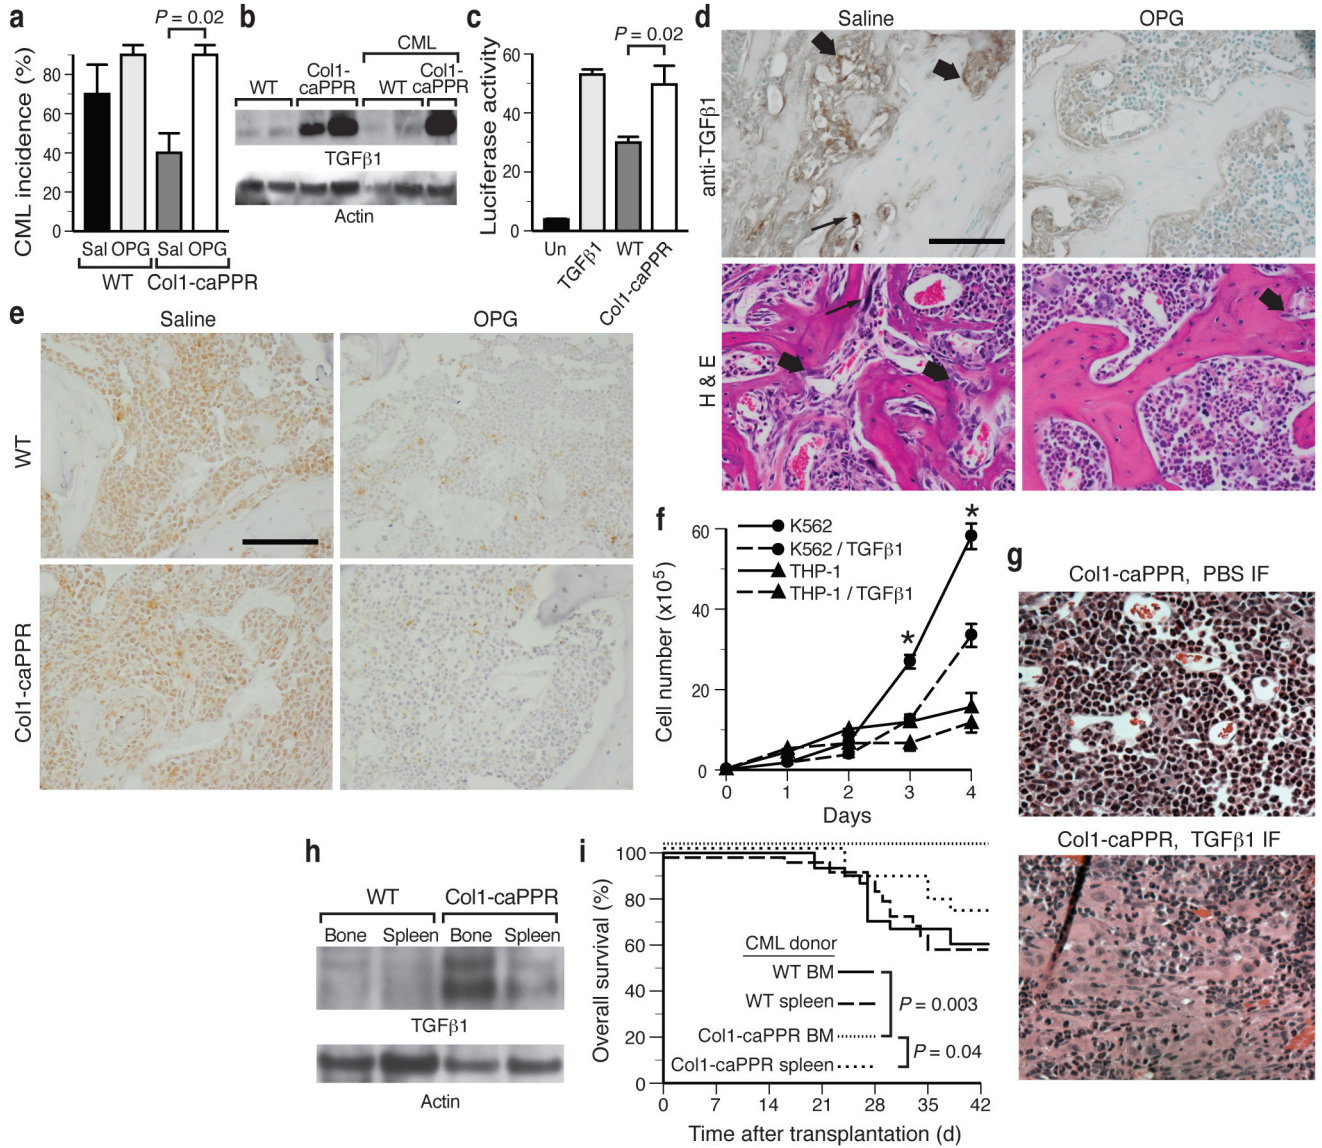 a
P = 0.02
CML incidence (%)
80
60
40
20
0
Sal OPG Sal OPG
WT Col1-caPPR
b
CML
WT Col1-caPPR WT Col1-caPPR
TGFβ1
Actin
c
P = 0.02
Luciferase activity
60
40
20
0
Un TGFβ1 WT Col1-caPPR
d
Saline OPG
anti-TGFβ1
H & E
e
Saline OPG
WT
Col1-caPPR
Col1-
f
K562
K562 / TGFβ1
THP-1
THP-1 / TGFβ1
* *
Cell number (x10⁵)
60
40
20
0
0 1 2 3 4
Days
g
Col1-caPPR, PBS IF
Col1-caPPR, TGFβ1 IF
h
WT Col1-caPPR
Bone Spleen Bone Spleen
TGFβ1
Actin
i
Overall survival (%)
100
80
60
40
20
0
CML donor
WT BM
WT spleen
P = 0.003
Col1-caPPR BM
P = 0.04
Col1-caPPR spleen
0 7 14 21 28 35 42
Time after transplantation (d)